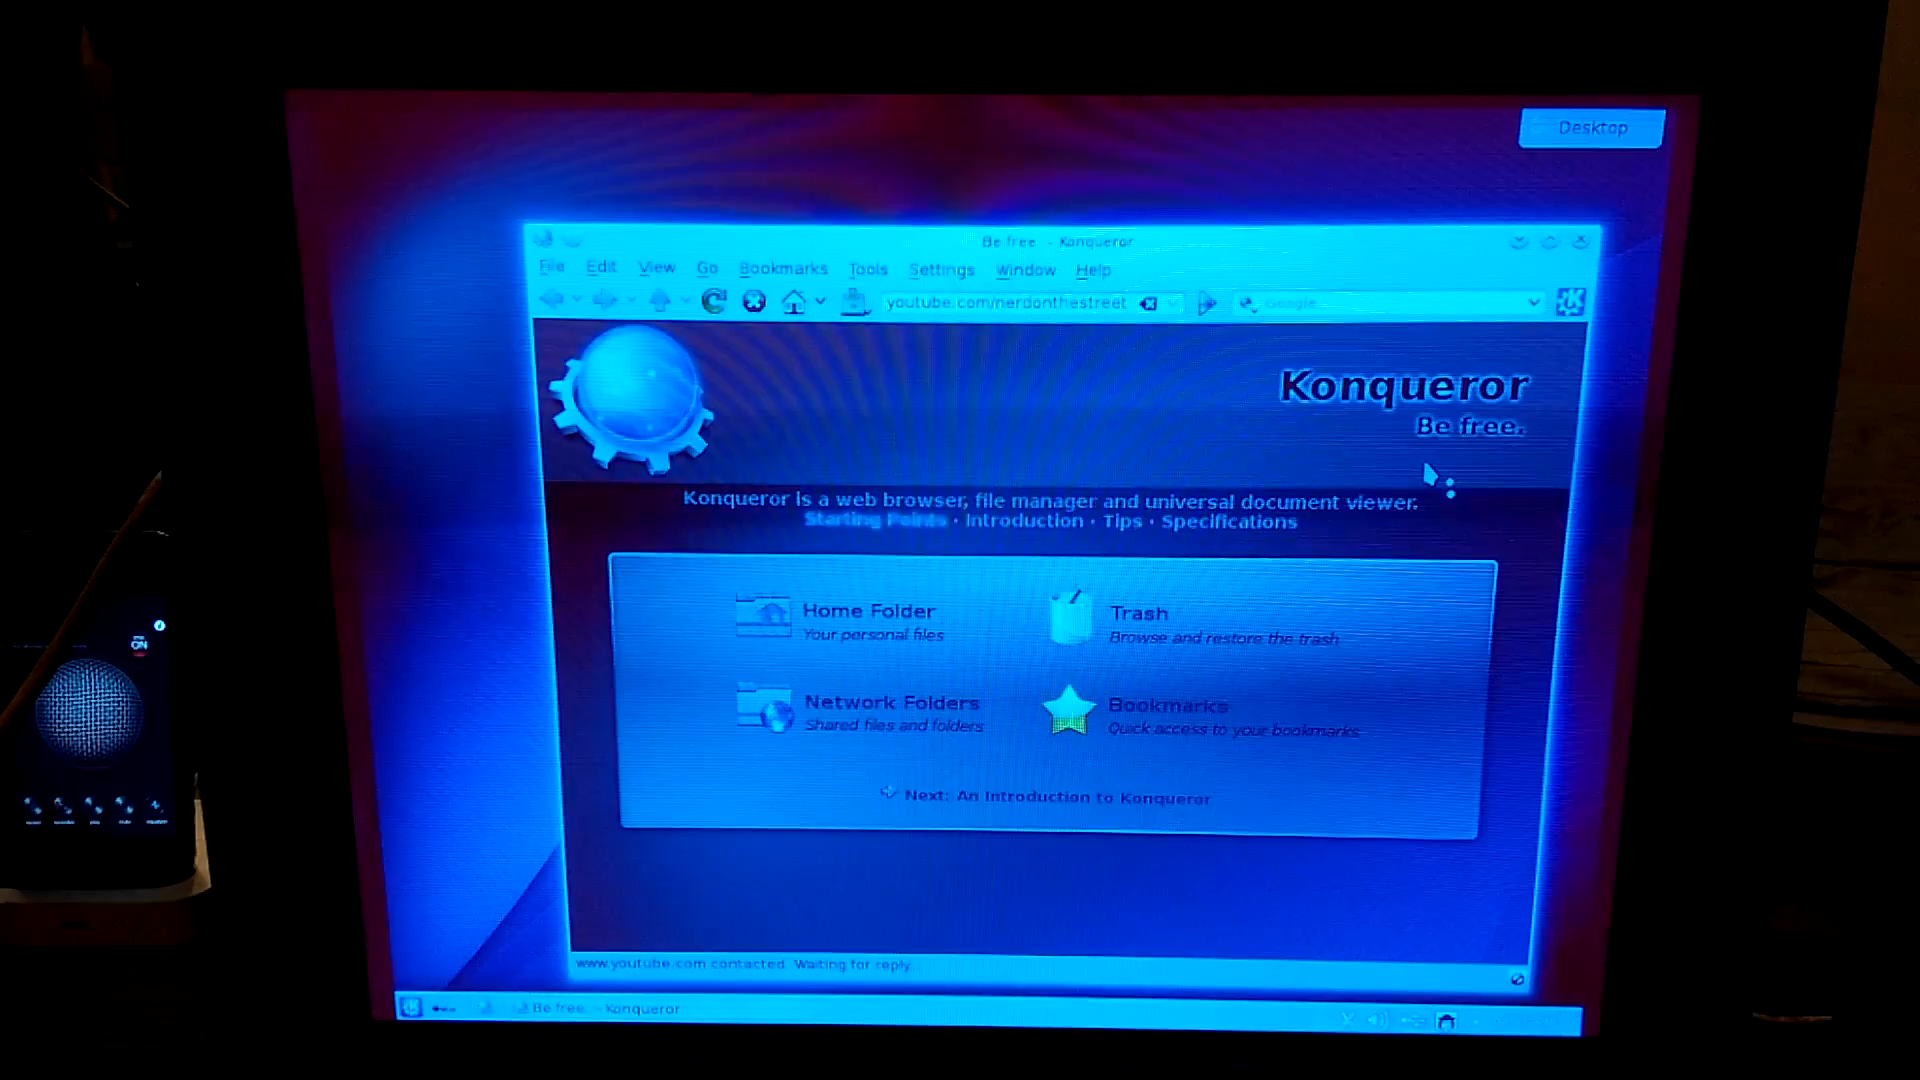 Desktop
Be free. - Konqueror
File Edit View Go Bookmarks Tools Settings Window Help
youtube.com/nerdonthestreet Google
Konqueror
Be free.
Konqueror is a web browser, file manager and universal document viewer.
Starting Points · Introduction · Tips · Specifications
Home Folder
Your personal files
Trash
Browse and restore the trash
Network Folders
Shared files and folders
Bookmarks
Quick access to your bookmarks
Next: An Introduction to Konqueror
www.youtube.com contacted. Waiting for reply...
Be free. - Konqueror
ON